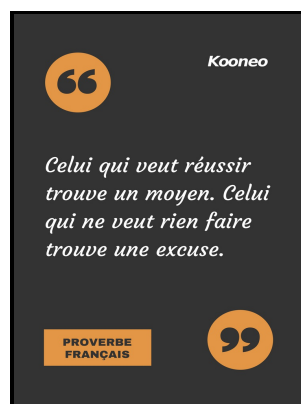 Kooneo
Celui qui veut réussir
trouve un moyen. Celui
qui ne veut rien faire
trouve une excuse.
PROVERBE
FRANÇAIS